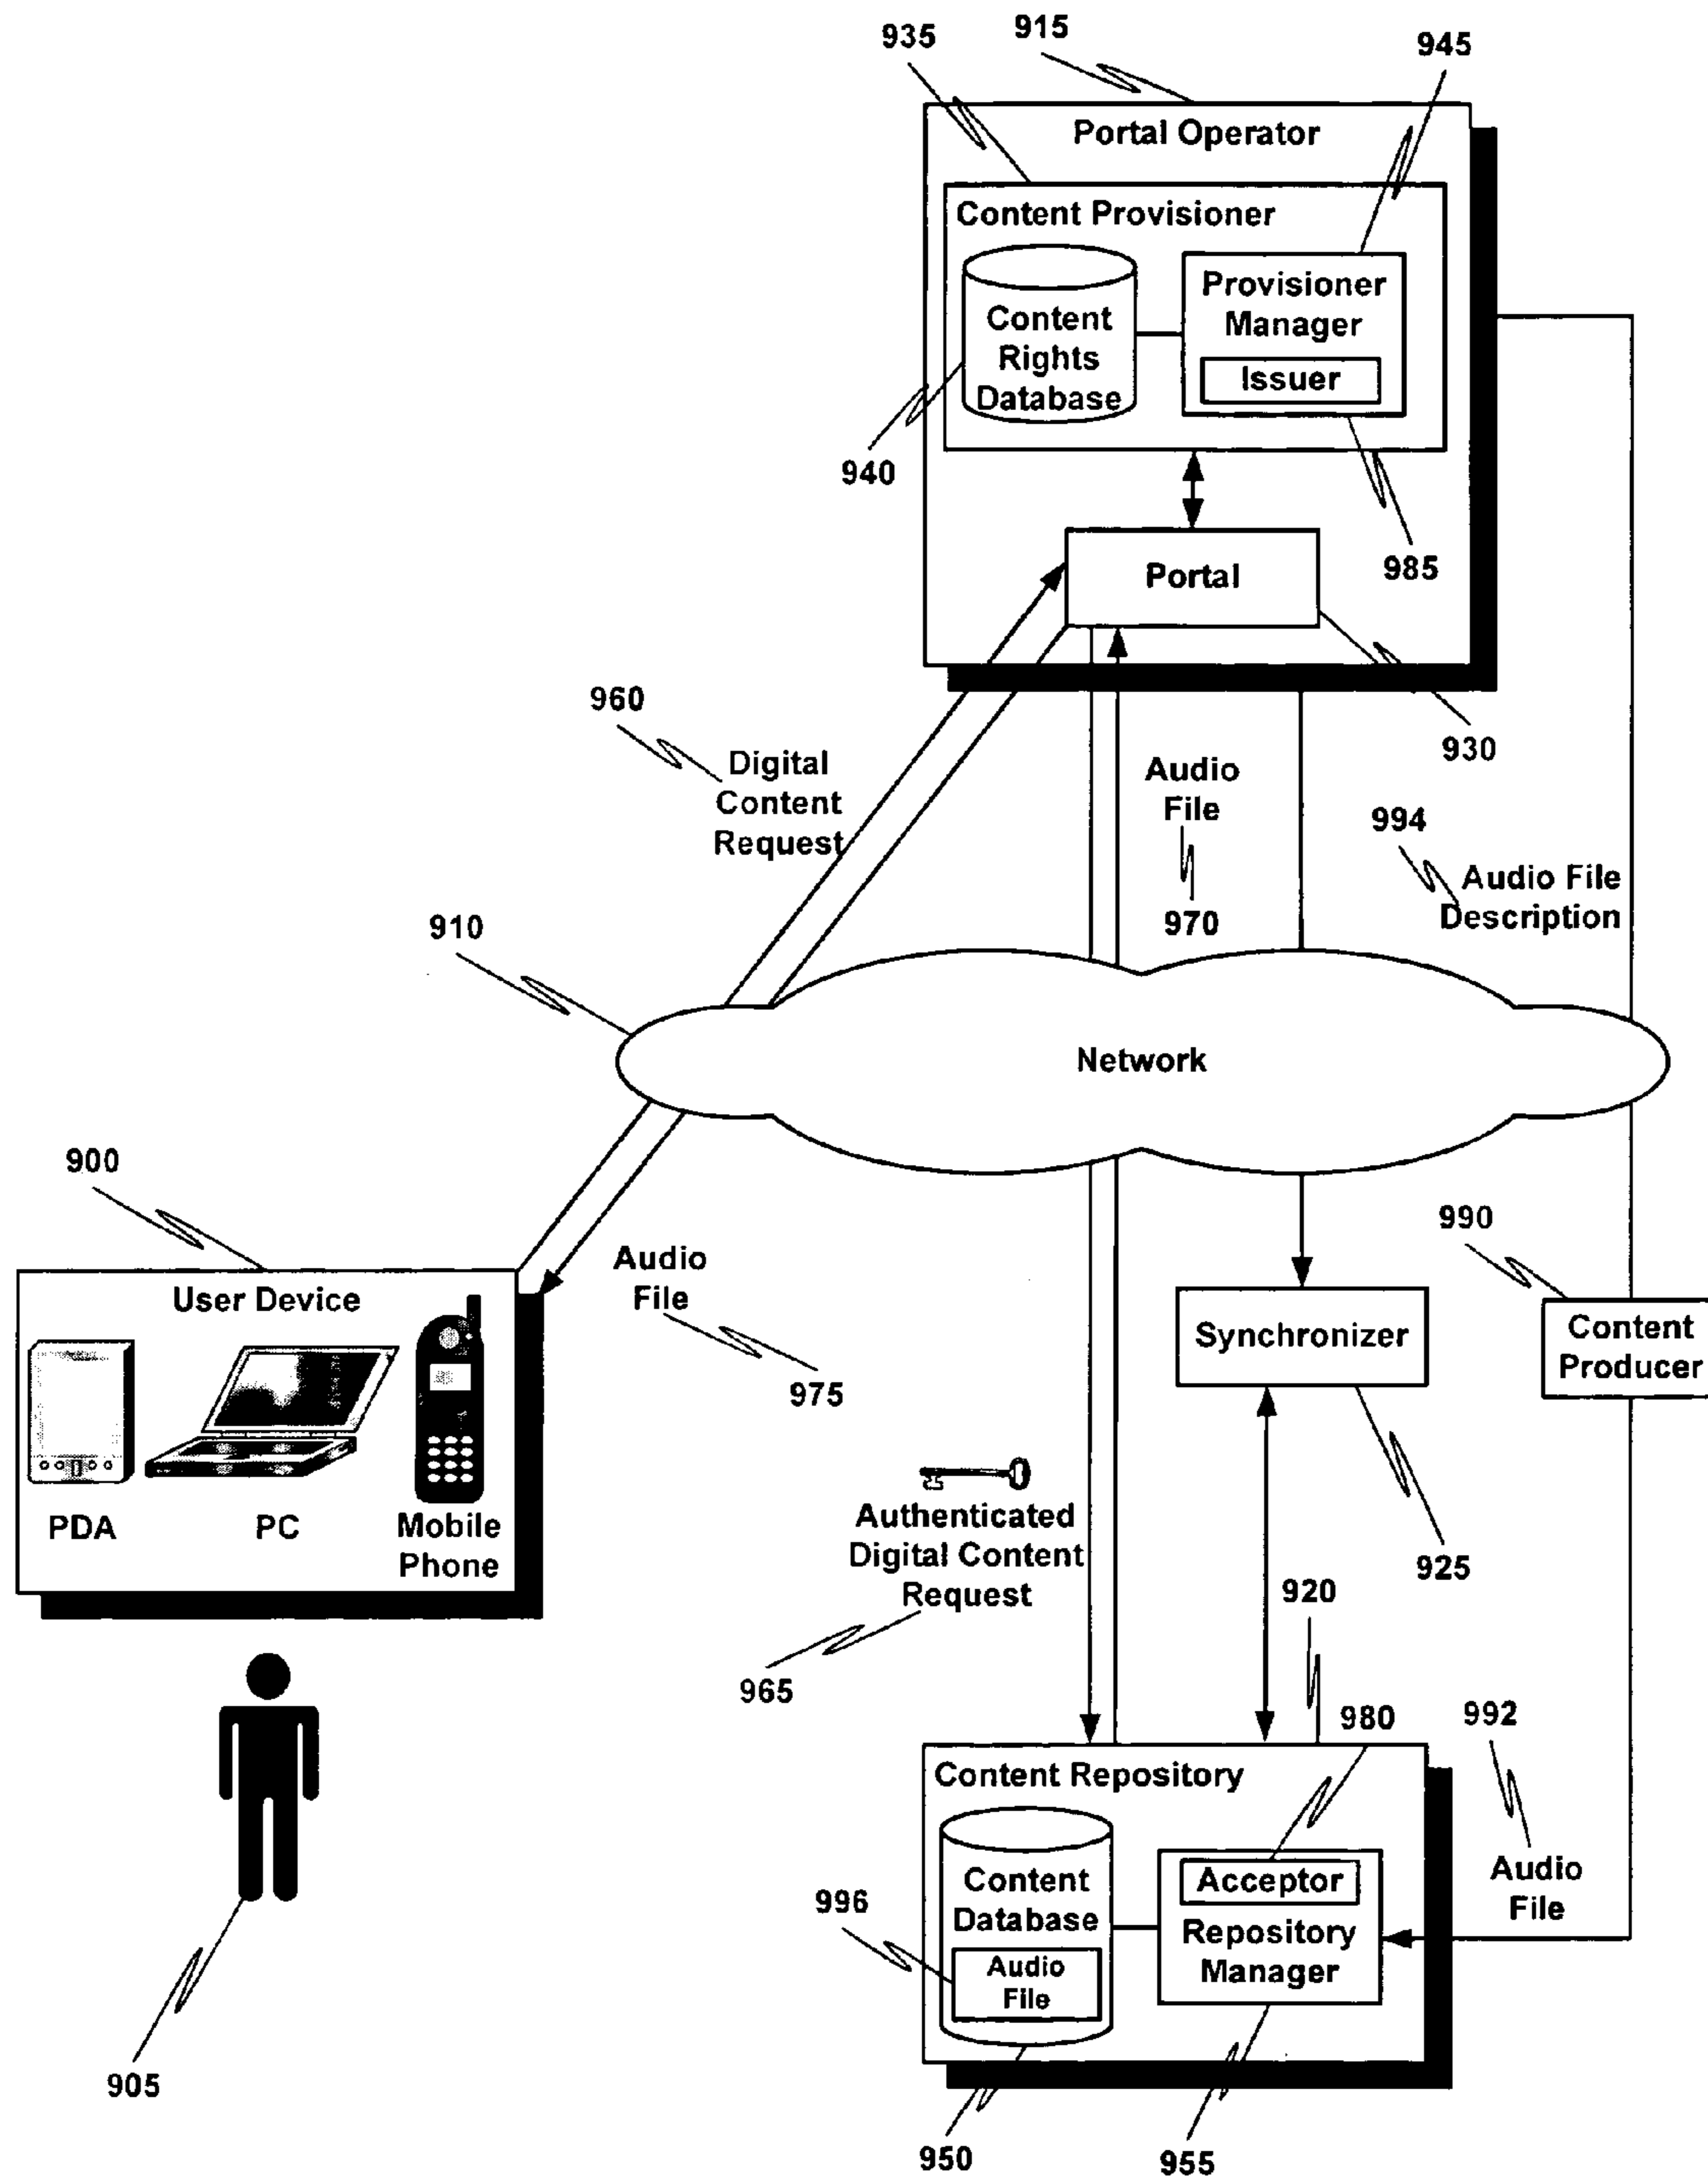 935
915
945
Portal Operator
Content Provisioner
Content
Rights
Database
Provisioner
Manager
Issuer
940
985
Portal
930
960
Digital
Content
Request
Audio
File
970
994
Audio File
Description
910
Network
900
User Device
PDA
PC
Mobile
Phone
Audio
File
975
990
Content
Producer
Synchronizer
925
Authenticated
Digital Content
Request
965
920
980
992
Audio
File
Content Repository
Content
Database
Audio
File
Acceptor
Repository
Manager
996
905
950
955